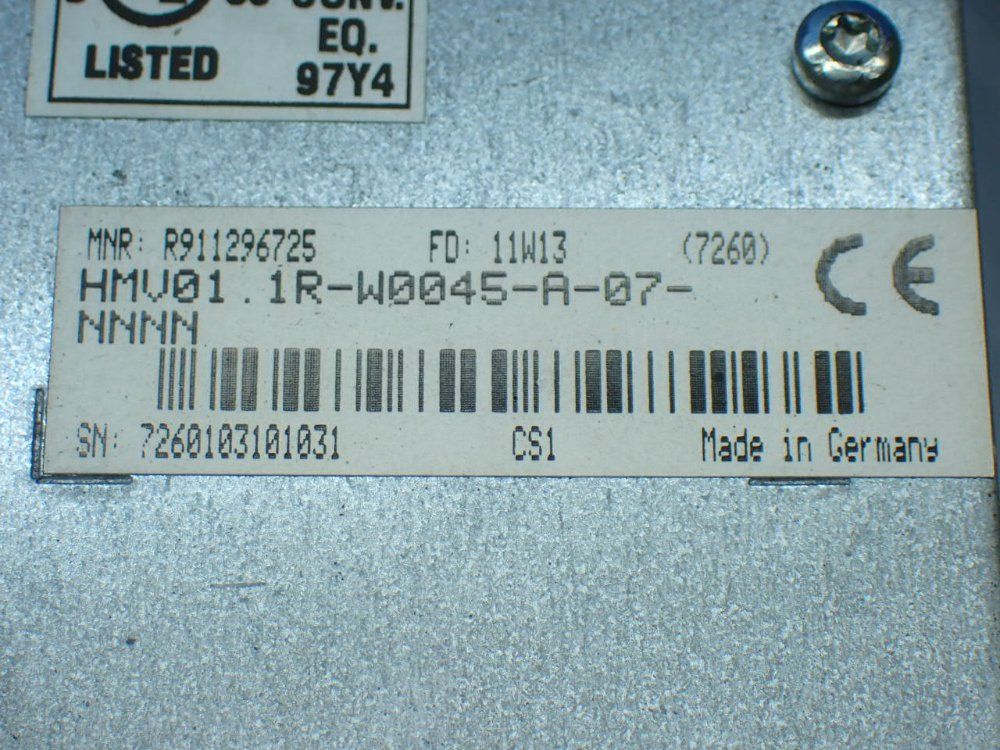 LISTED
EQ.
97Y4
MNR: R911296725 FD: 11W13 (7260)
HMV01.1R-W0045-A-07-
NNNN
CE
SN: 7260103101031 CS1 Made in Germany